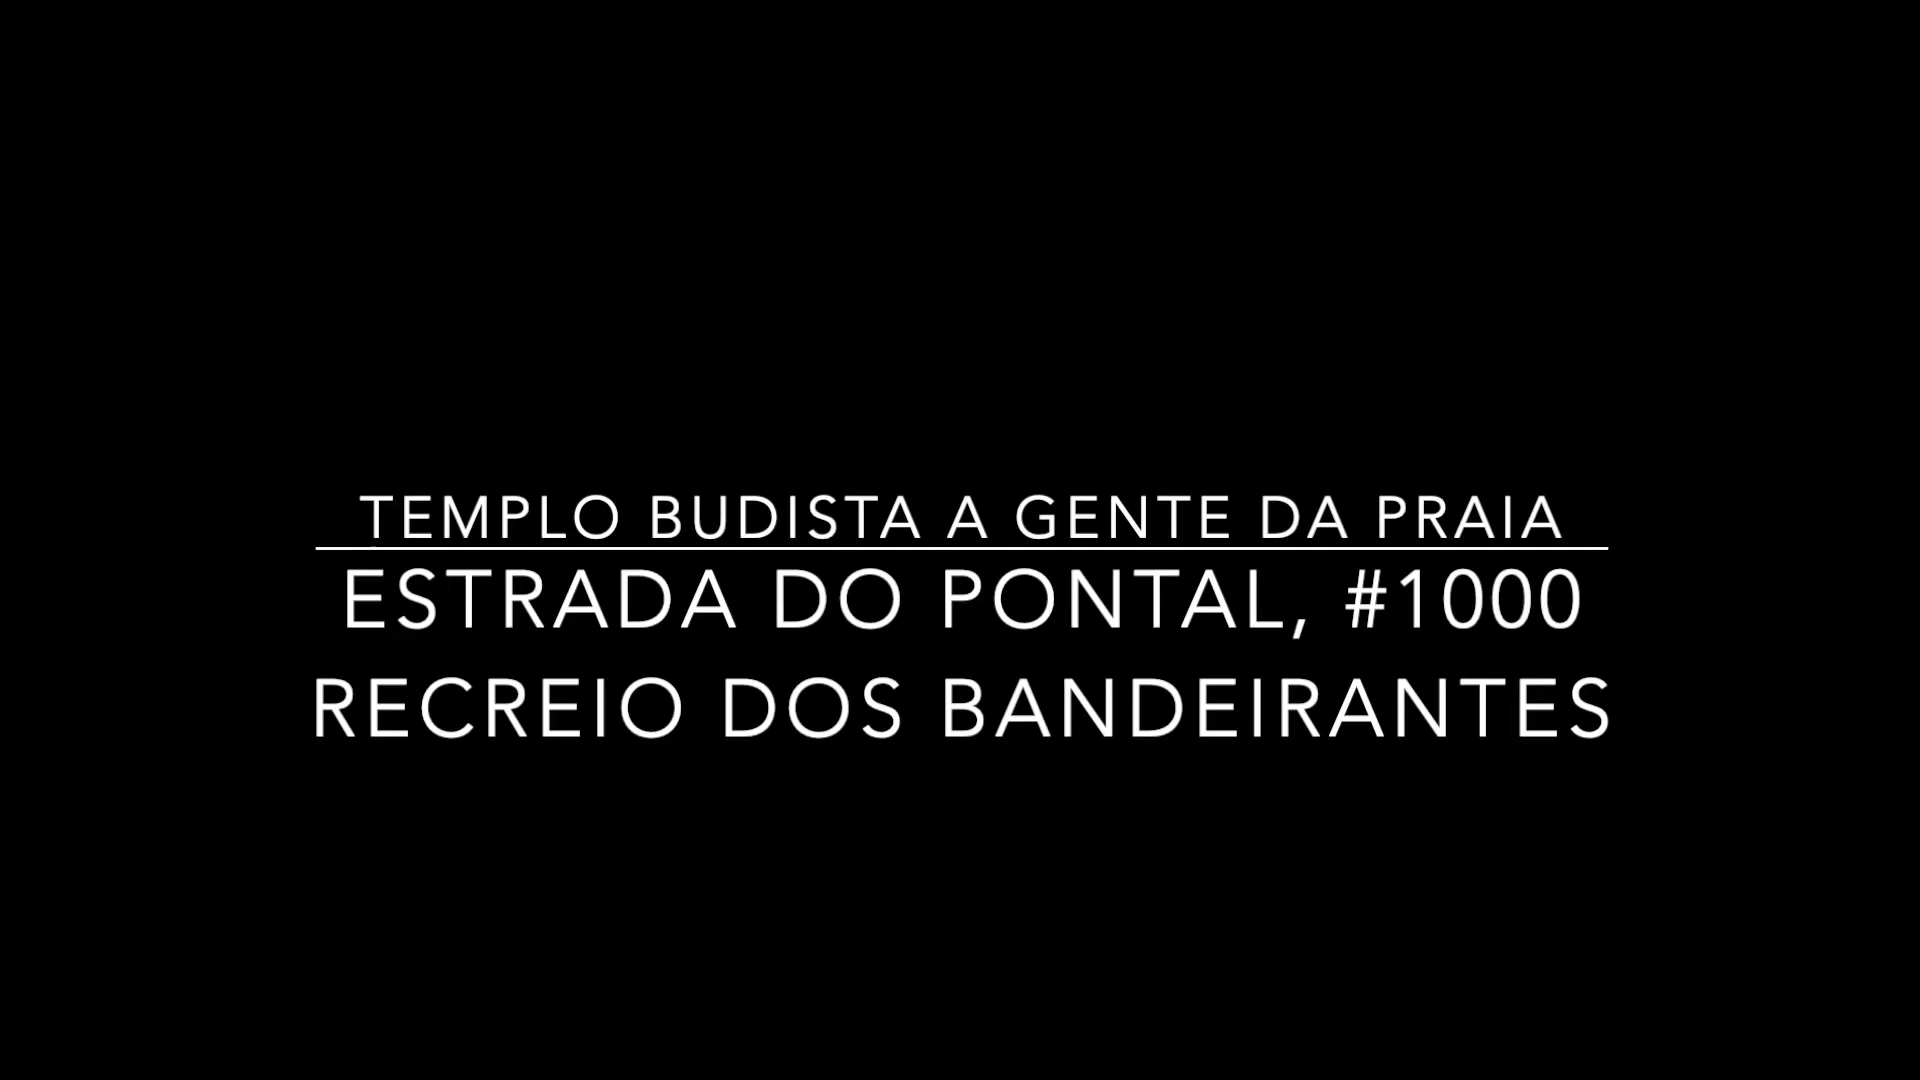 TEMPLO BUDISTA A GENTE DA PRAIA
ESTRADA DO PONTAL, #1000
RECREIO DOS BANDEIRANTES